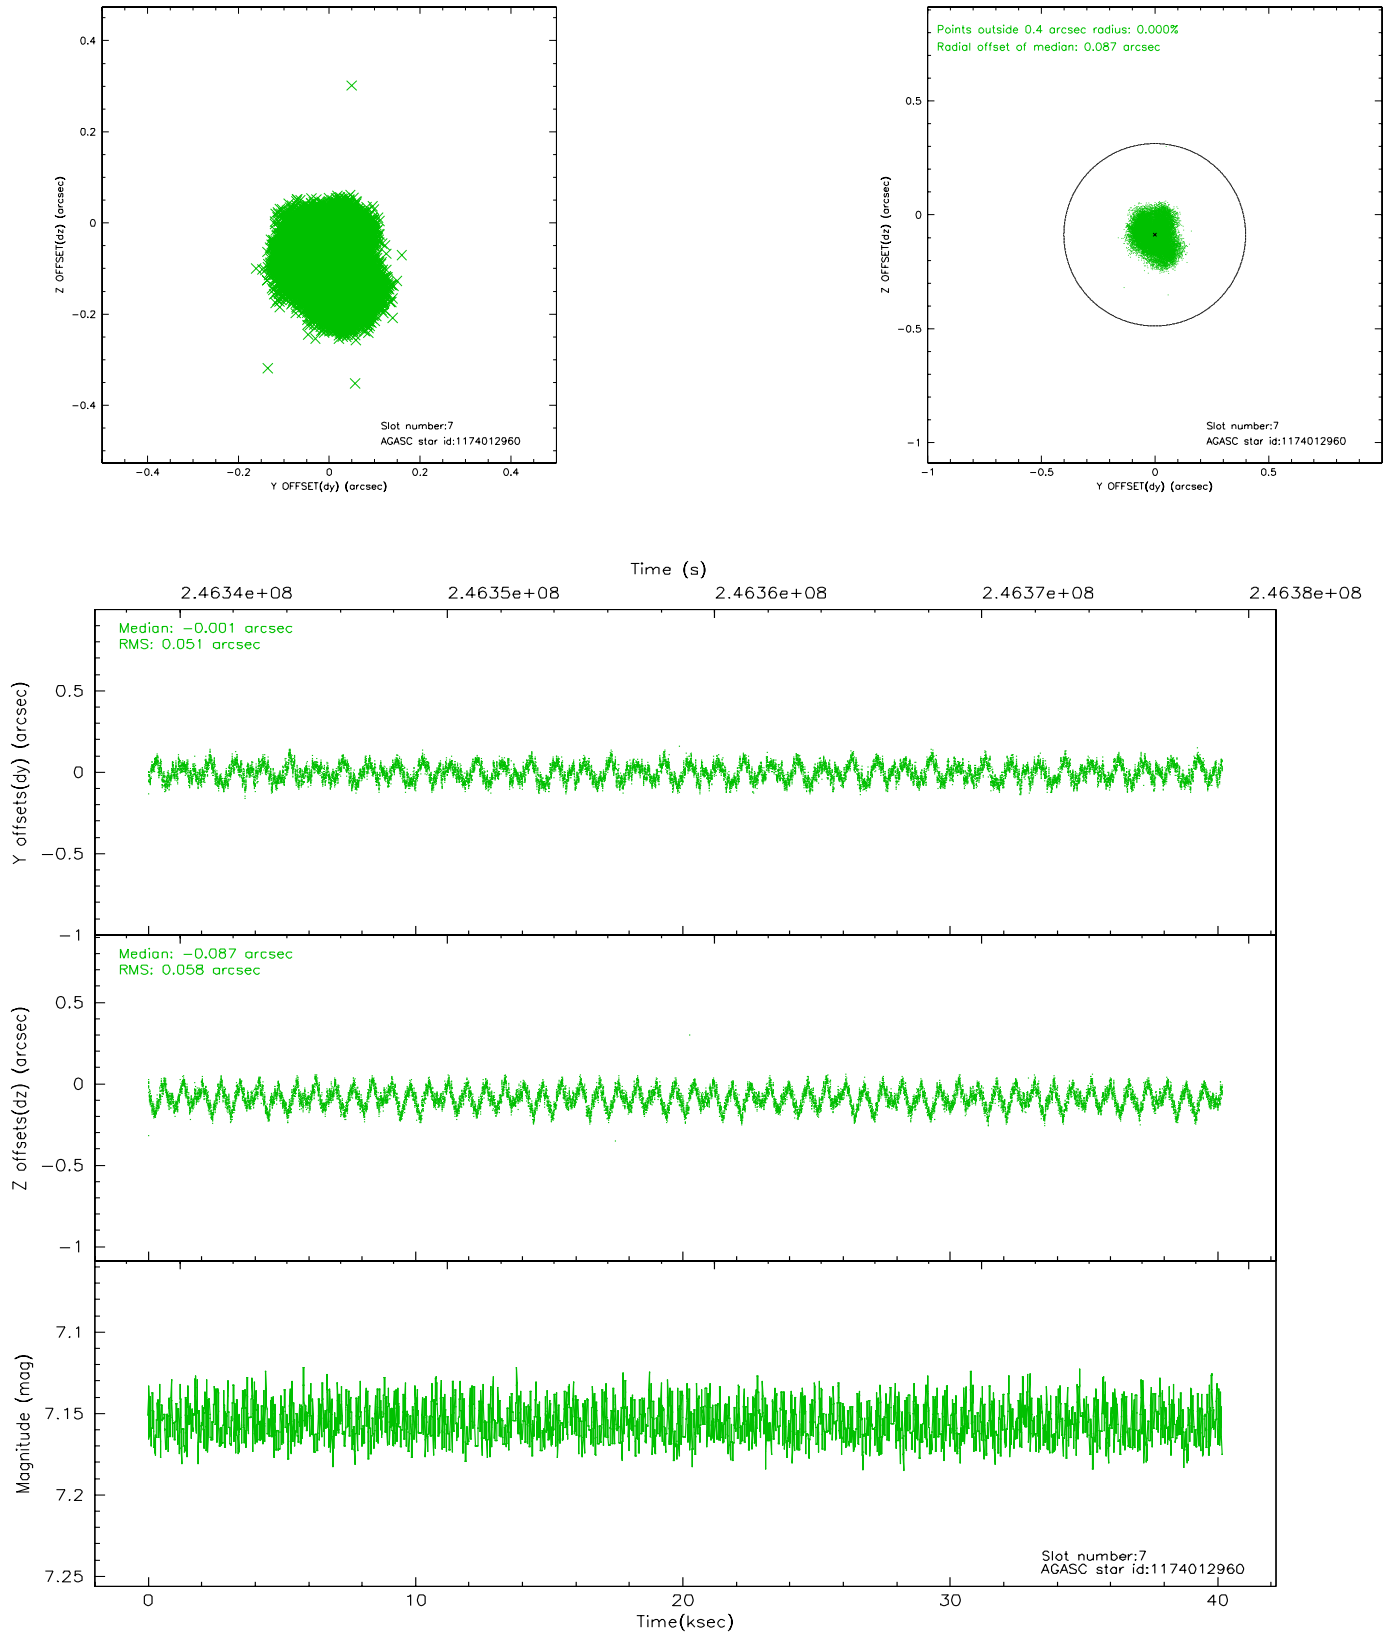 0.4
0.2
0
−0.2
−0.4
Z OFFSET(dz) (arcsec)
−0.4 −0.2 0 0.2 0.4
Y OFFSET(dy) (arcsec)
Slot number:7
AGASC star id:1174012960
Points outside 0.4 arcsec radius: 0.000%
Radial offset of median: 0.087 arcsec
0.5
0
−0.5
−1
Z OFFSET(dz) (arcsec)
−1 −0.5 0 0.5
Y OFFSET(dy) (arcsec)
Slot number:7
AGASC star id:1174012960
Time (s)
2.4634e+08 2.4635e+08 2.4636e+08 2.4637e+08 2.4638e+08
Median: −0.001 arcsec
RMS: 0.051 arcsec
0.5
0
−0.5
−1
Y offsets(dy) (arcsec)
Median: −0.087 arcsec
RMS: 0.058 arcsec
0.5
0
−0.5
−1
Z offsets(dz) (arcsec)
7.1
7.15
7.2
7.25
Magnitude (mag)
Slot number:7
AGASC star id:1174012960
0 10 20 30 40
Time(ksec)